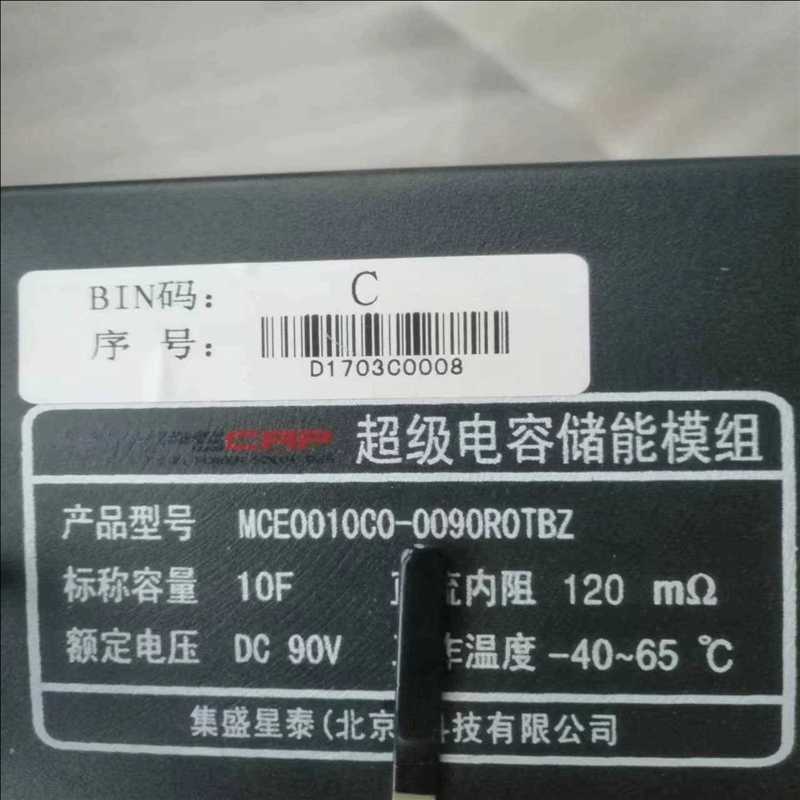 BIN码: C
序 号:
D1703C0008
CAP 超级电容储能模组
产品型号 MCE0010C0-0090R0TBZ
标称容量 10F 流内阻 120 mΩ
额定电压 DC 90V 作温度 -40~65 ℃
集盛星泰(北京 科技有限公司